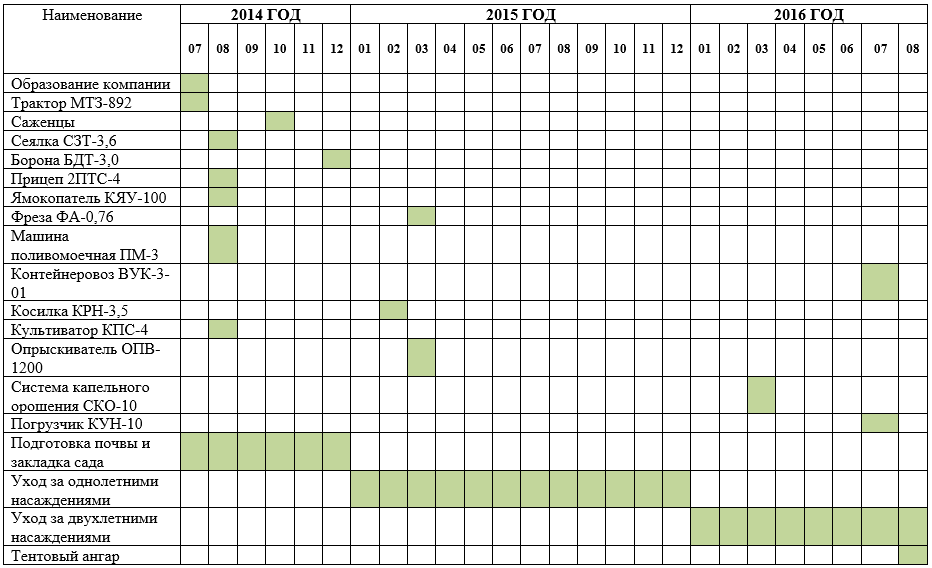 Наименование 2014 ГОД 2015 ГОД 2016 ГОД
07 08 09 10 11 12 01 02 03 04 05 06 07 08 09 10 11 12 01 02 03 04 05 06 07 08
Образование компании
Трактор МТЗ-892
Саженцы
Сеялка СЗТ-3,6
Борона БДТ-3,0
Прицеп 2ПТС-4
Ямокопатель КЯУ-100
Фреза ФА-0,76
Машина
поливомоечная ПМ-3
Контейнеровоз ВУК-3-
01
Косилка КРН-3,5
Культиватор КПС-4
Опрыскиватель ОПВ-
1200
Система капельного
орошения СКО-10
Погрузчик КУН-10
Подготовка почвы и
закладка сада
Уход за однолетними
насаждениями
Уход за двухлетними
насаждениями
Тентовый ангар